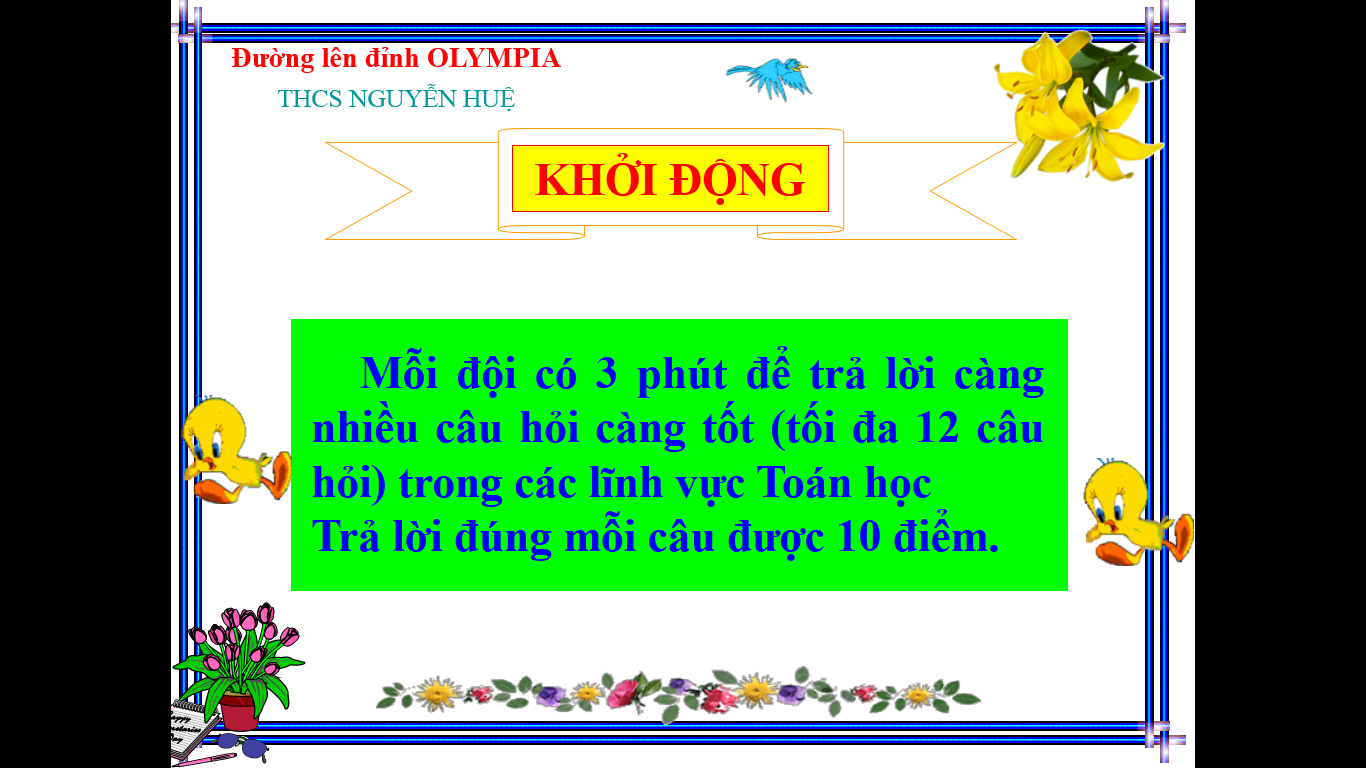 Đường lên đỉnh OLYMPIA
THCS NGUYỄN HUỆ
KHỞI ĐỘNG
Mỗi đội có 3 phút để trả lời càng
nhiều câu hỏi càng tốt (tối đa 12 câu
hỏi) trong các lĩnh vực Toán học
Trả lời đúng mỗi câu được 10 điểm.